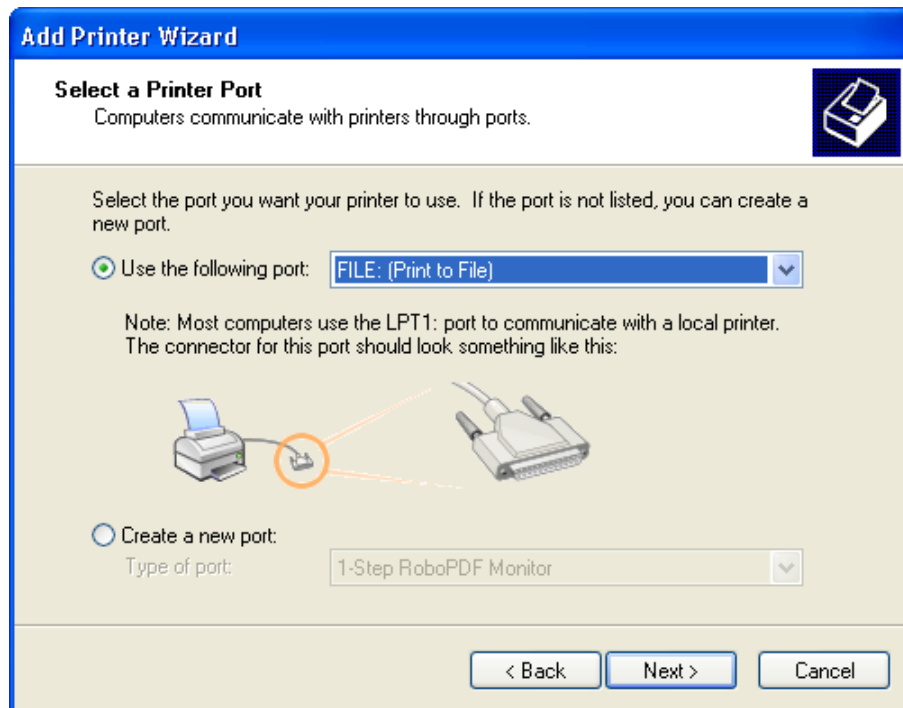 Add Printer Wizard
Select a Printer Port
Computers communicate with printers through ports.
Select the port you want your printer to use.  If the port is not listed, you can create a
new port.
Use the following port: FILE: (Print to File)
Note: Most computers use the LPT1: port to communicate with a local printer.
The connector for this port should look something like this:
Create a new port:
Type of port: 1-Step RoboPDF Monitor
< Back Next > Cancel